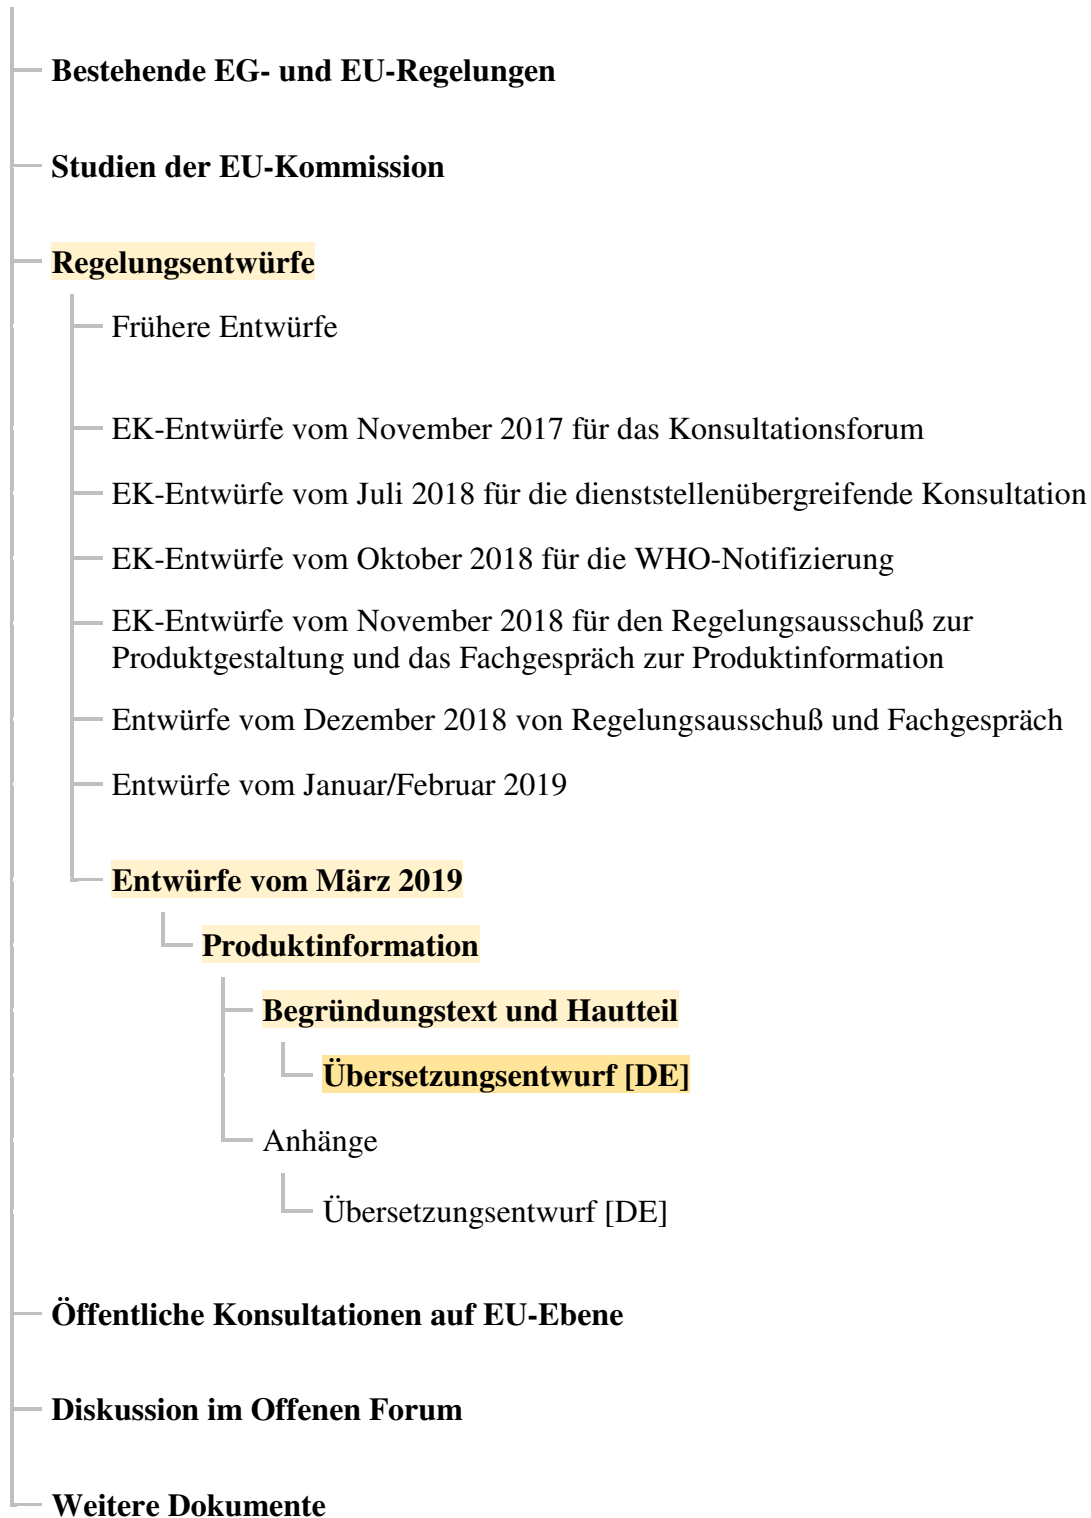 Bestehende EG- und EU-Regelungen
Studien der EU-Kommission
Regelungsentwürfe
Frühere Entwürfe
EK-Entwürfe vom November 2017 für das Konsultationsforum
EK-Entwürfe vom Juli 2018 für die dienststellenübergreifende Konsultation
EK-Entwürfe vom Oktober 2018 für die WHO-Notifizierung
EK-Entwürfe vom November 2018 für den Regelungsausschuß zur
Produktgestaltung und das Fachgespräch zur Produktinformation
Entwürfe vom Dezember 2018 von Regelungsausschuß und Fachgespräch
Entwürfe vom Januar/Februar 2019
Entwürfe vom März 2019
Produktinformation
Begründungstext und Hautteil
Übersetzungsentwurf [DE]
Anhänge
Übersetzungsentwurf [DE]
Öffentliche Konsultationen auf EU-Ebene
Diskussion im Offenen Forum
Weitere Dokumente